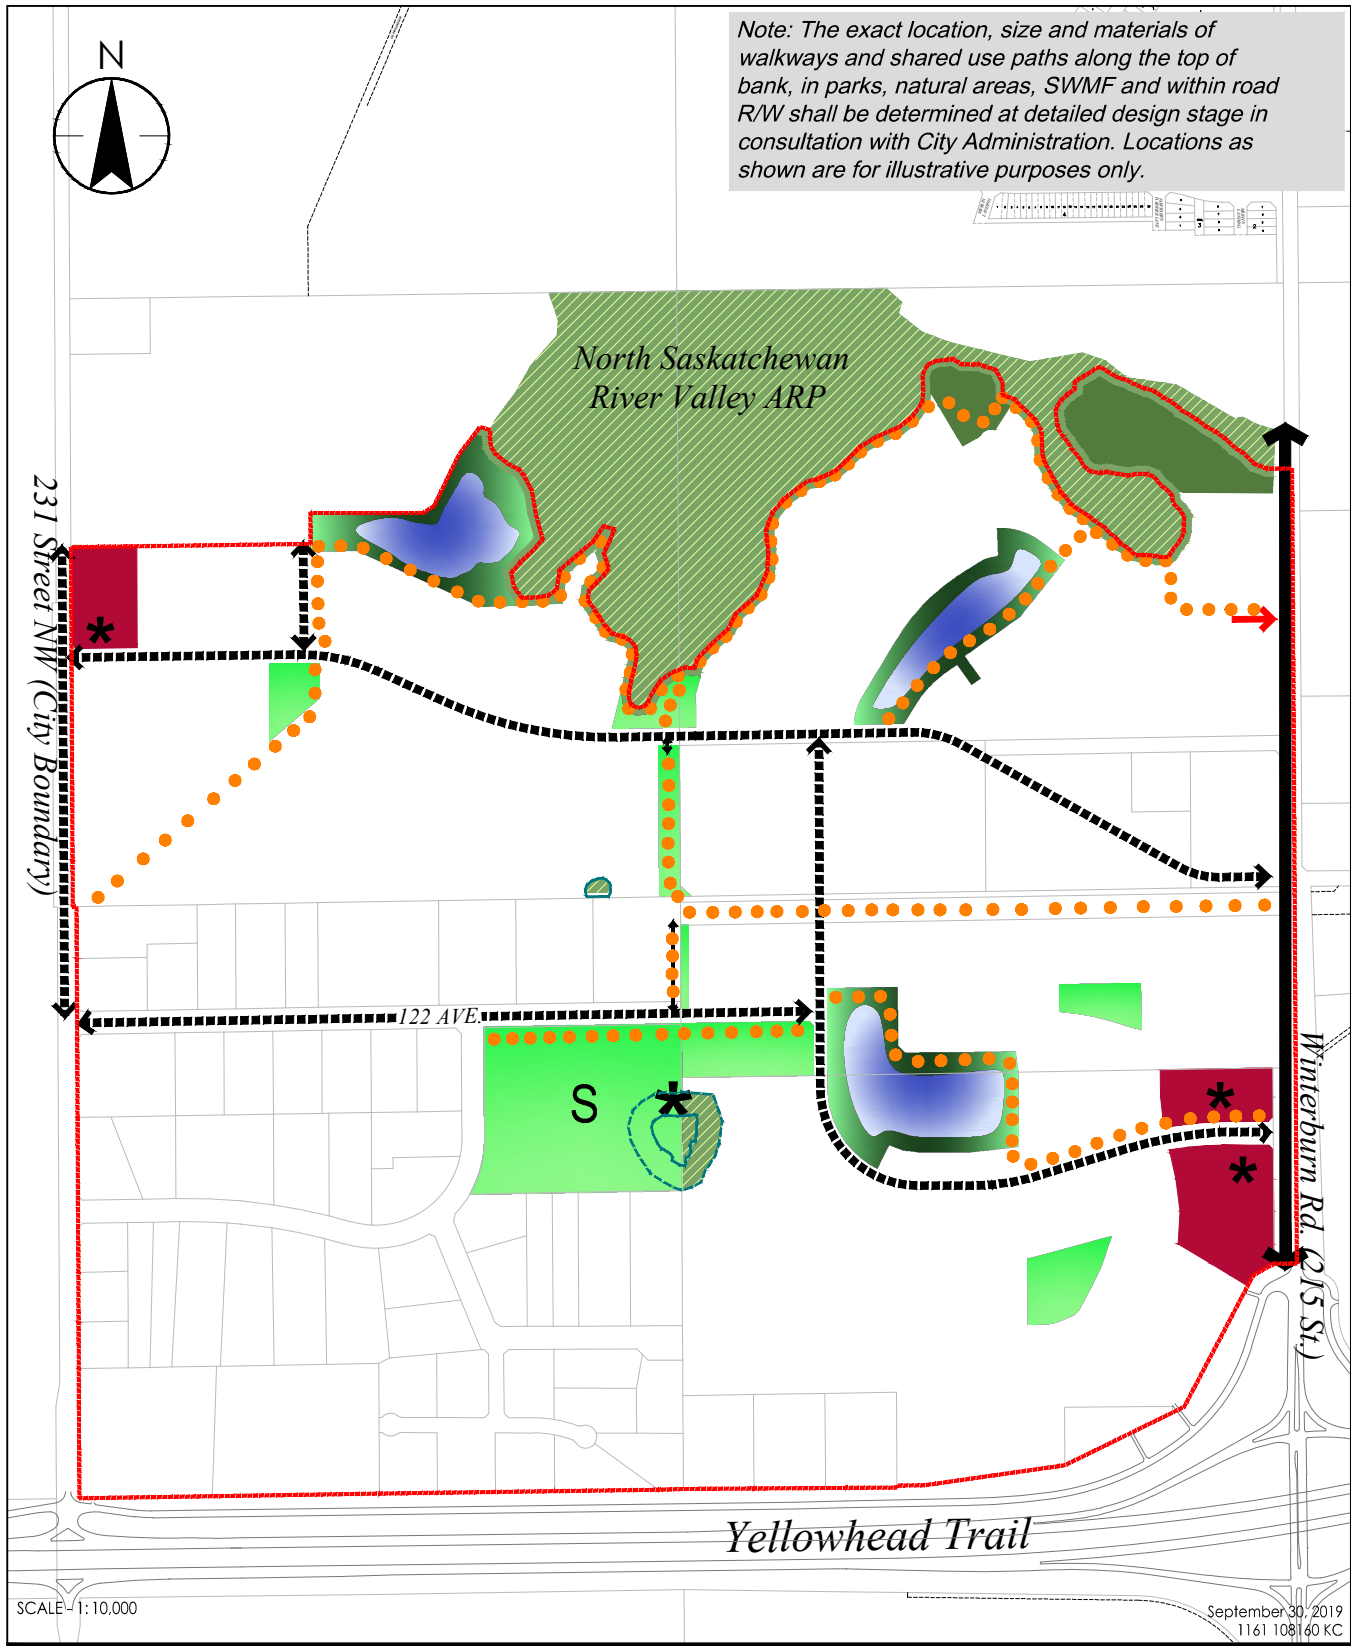 N
Note: The exact location, size and materials of
walkways and shared use paths along the top of
bank, in parks, natural areas, SWMF and within road
R/W shall be determined at detailed design stage in
consultation with City Administration. Locations as
shown are for illustrative purposes only.
4
3
2
North Saskatchewan
River Valley ARP
231 Street NW (City Boundary)
*
122 AVE.
S
*
*
*
Winterburn Rd. (215 St.)
Yellowhead Trail
SCALE - 1: 10,000
September 30, 2019
1161 108160 KC